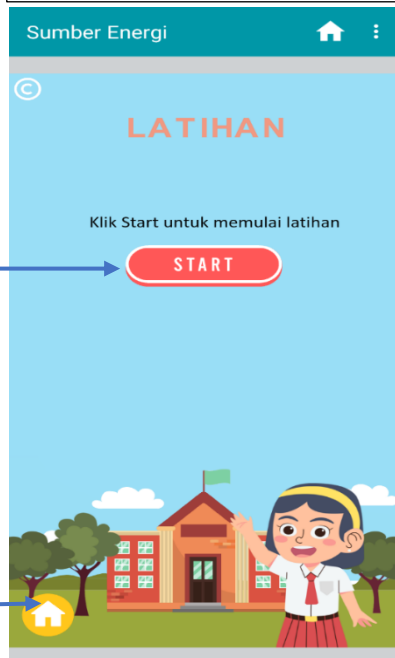 Sumber Energi
©
LATIHAN
Klik Start untuk memulai latihan
START